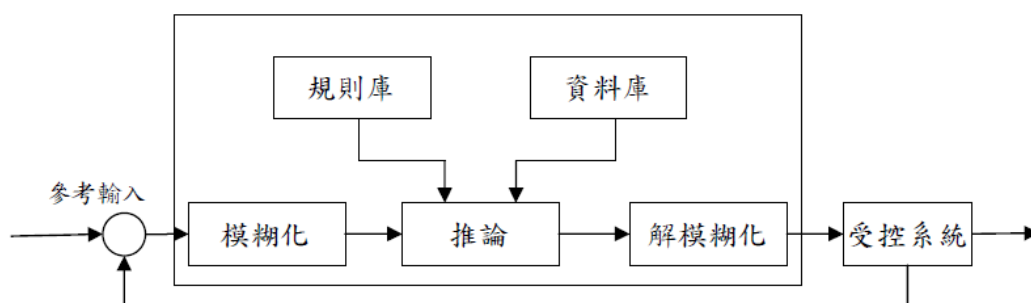 規則庫
資料庫
參考輸入
模糊化
推論
解模糊化
受控系統